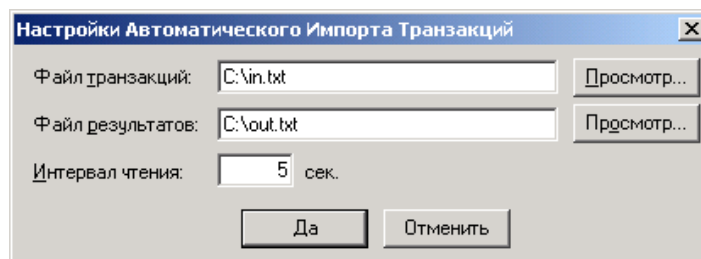 Настройки Автоматического Импорта Транзакций
Файл транзакций: C:\in.txt Просмотр...
Файл результатов: C:\out.txt Просмотр...
Интервал чтения: 5 сек.
Да Отменить